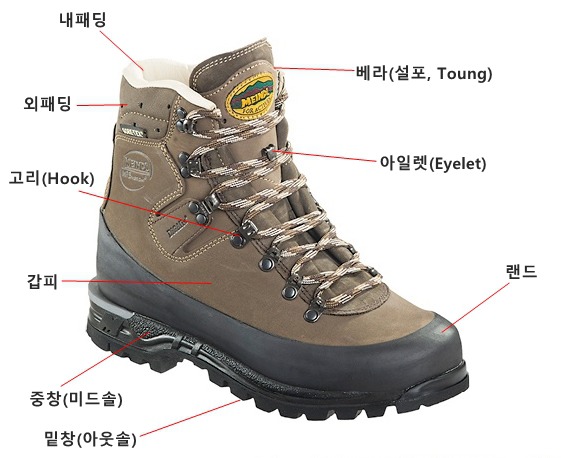 내패딩
베라(설포, Toung)
MEINDL
외패딩
아일렛(Eyelet)
고리(Hook)
갑피
랜드
중창(미드솔)
밑창(아웃솔)